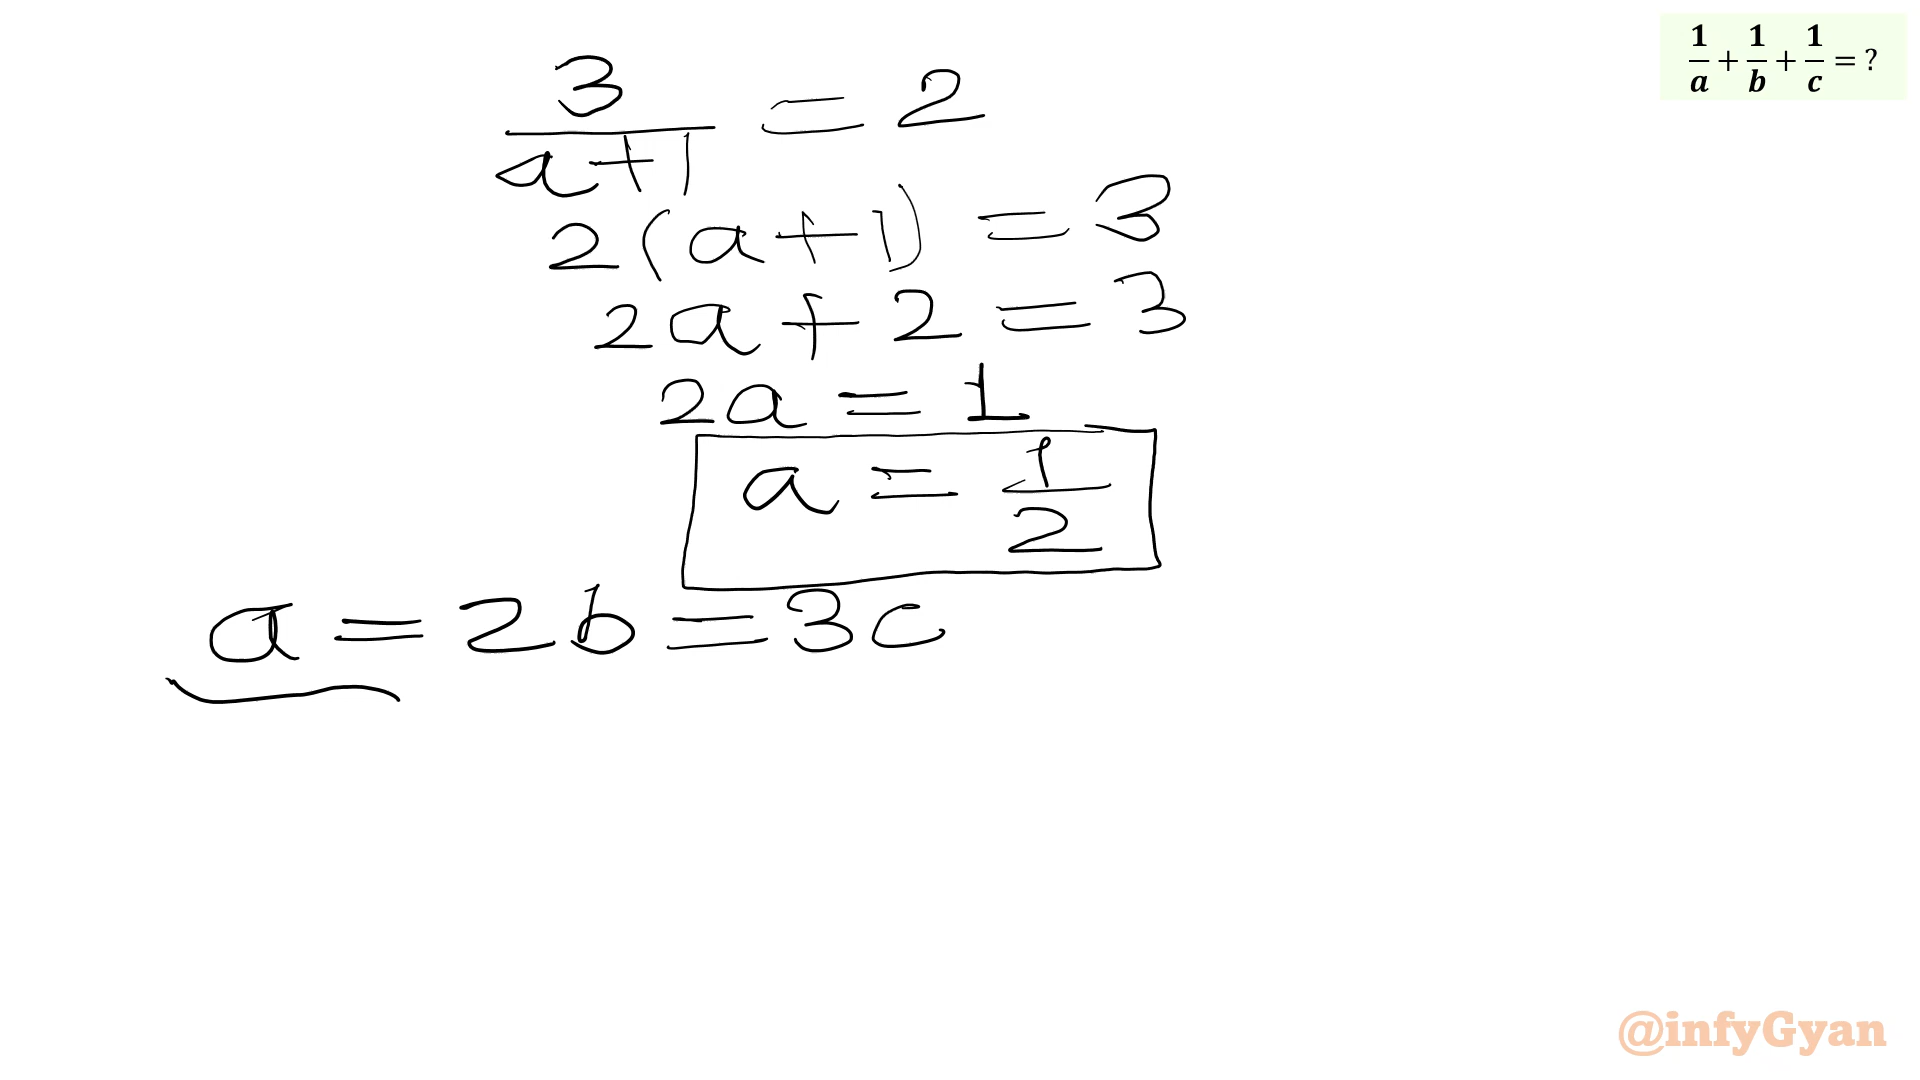 3/(a+1) = 2
2(a+1) = 3
2a + 2 = 3
2a = 1
a = 1/2
a = 2b = 3c
1/a + 1/b + 1/c = ?
@infyGyan